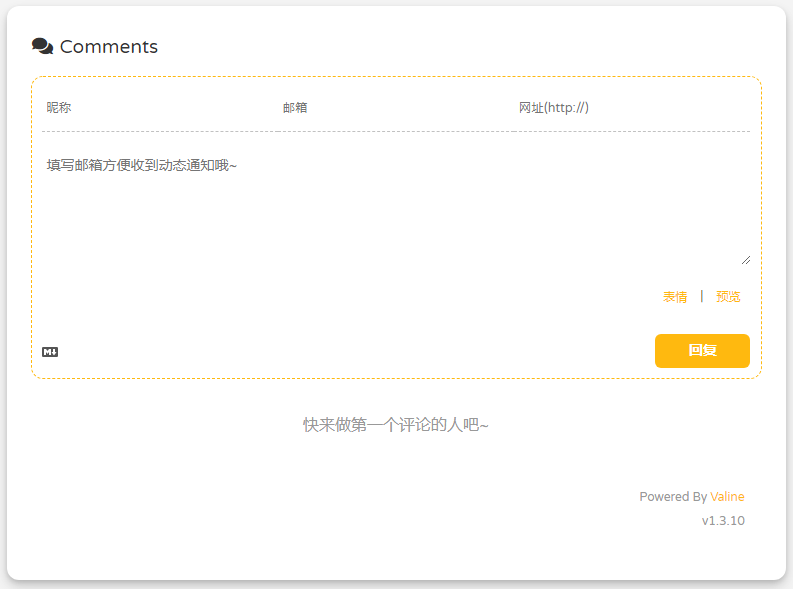 Comments
昵称 邮箱 网址(http://)
填写邮箱方便收到动态通知哦~
表情 | 预览
M↓ 回复
快来做第一个评论的人吧~
Powered By Valine
v1.3.10